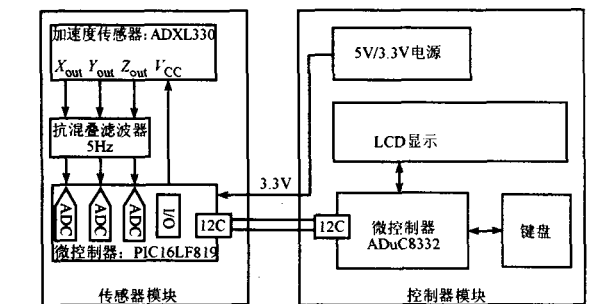 加速度传感器:ADXL330
Xout Yout Zout VCC
抗混叠滤波器
5Hz
ADC ADC ADC I/O
12C
微控制器: PIC16LF819
传感器模块
5V/3.3V电源
LCD显示
3.3V
12C
微控制器
ADuC8332
键盘
控制器模块